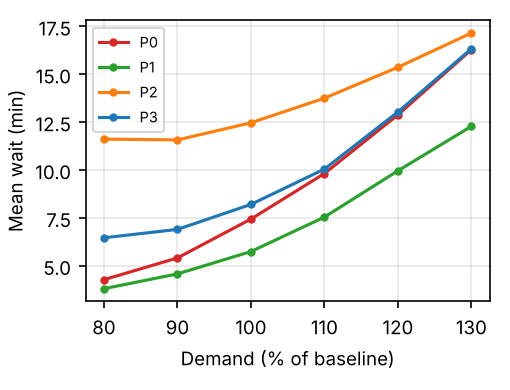 17.5
15.0
12.5
10.0
7.5
5.0
Mean wait (min)
P0
P1
P2
P3
80 90 100 110 120 130
Demand (% of baseline)